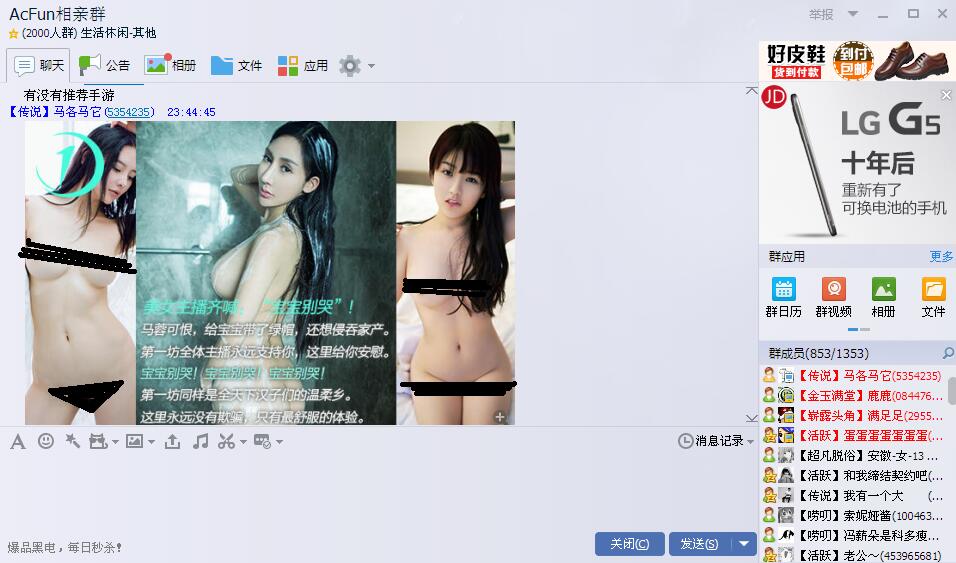 AcFun相亲群
举报
(2000人群) 生活休闲-其他
聊天
公告
相册
文件
应用
好皮鞋
货到付款
到付
包邮
有没有推荐手游
【传说】马各马它(5354235) 23:44:45
美女主播齐喊：“宝宝别哭”！
马蓉可恨，给宝宝带了绿帽，还想侵吞家产。
第一坊全体主播永远支持你，这里给你安慰。
宝宝别哭！宝宝别哭！宝宝别哭！
第一坊同样是全天下汉子们的温柔乡。
这里永远没有欺骗，只有最舒服的体验。
JD
LG G5
十年后
重新有了
可换电池的手机
群应用
更多
群日历
群视频
相册
文件
群成员(853/1353)
【传说】马各马它(5354235)
【金玉满堂】鹿鹿(084476...
【崭露头角】满足足(2955...
【活跃】蛋蛋蛋蛋蛋蛋(...
【超凡脱俗】安徽-女-13 ...
【活跃】和我缔结契约吧(...
【传说】我有一个大 (...
【唠叨】索妮娅酱(100463...
【唠叨】冯薪朵是科多瘦...
【活跃】老公～(453965681)
消息记录
爆品黑电，每日秒杀！
关闭(C)
发送(S)